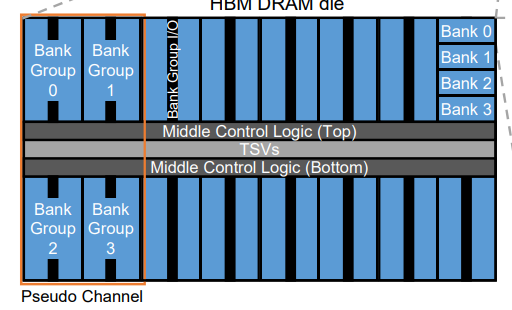 HBM DRAM die
Bank Group 0
Bank Group 1
Bank Group I/O
Bank 0
Bank 1
Bank 2
Bank 3
Middle Control Logic (Top)
TSVs
Middle Control Logic (Bottom)
Bank Group 2
Bank Group 3
Pseudo Channel